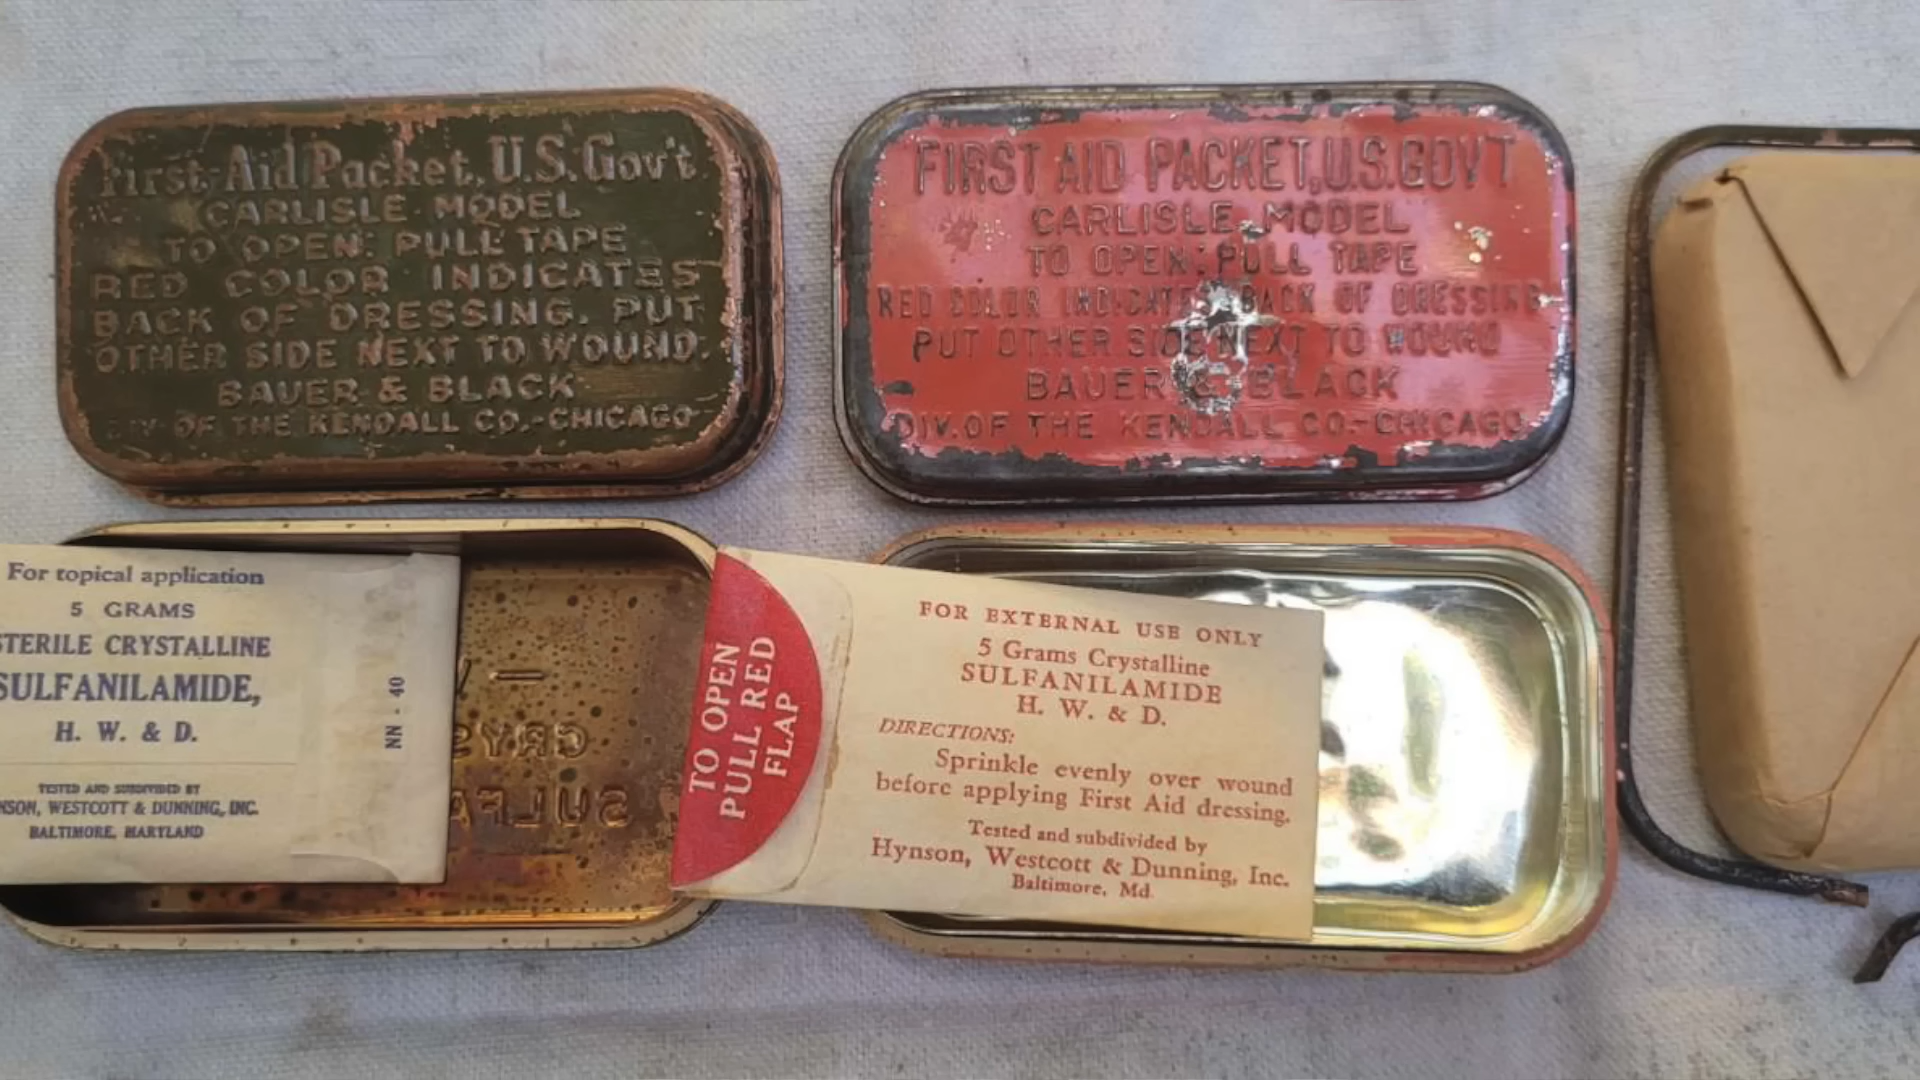 First-Aid Packet, U.S. Gov't.
CARLISLE MODEL
TO OPEN: PULL TAPE
RED COLOR INDICATES
BACK OF DRESSING. PUT
OTHER SIDE NEXT TO WOUND.
BAUER & BLACK
DIV. OF THE KENDALL CO.-CHICAGO
FIRST AID PACKET, U.S. GOV'T
CARLISLE MODEL
TO OPEN: PULL TAPE
RED COLOR INDICATES BACK OF DRESSING
PUT OTHER SIDE NEXT TO WOUND
BAUER & BLACK
DIV. OF THE KENDALL CO.-CHICAGO
For topical application
5 GRAMS
STERILE CRYSTALLINE
SULFANILAMIDE,
H. W. & D.
TESTED AND SUBDIVIDED BY
NSON, WESTCOTT & DUNNING, INC.
BALTIMORE, MARYLAND
NN - 40
CRYS
SULFA
TO OPEN
PULL RED
FLAP
FOR EXTERNAL USE ONLY
5 Grams Crystalline
SULFANILAMIDE
H. W. & D.
DIRECTIONS:
Sprinkle evenly over wound
before applying First Aid dressing.
Tested and subdivided by
Hynson, Westcott & Dunning, Inc.
Baltimore, Md.